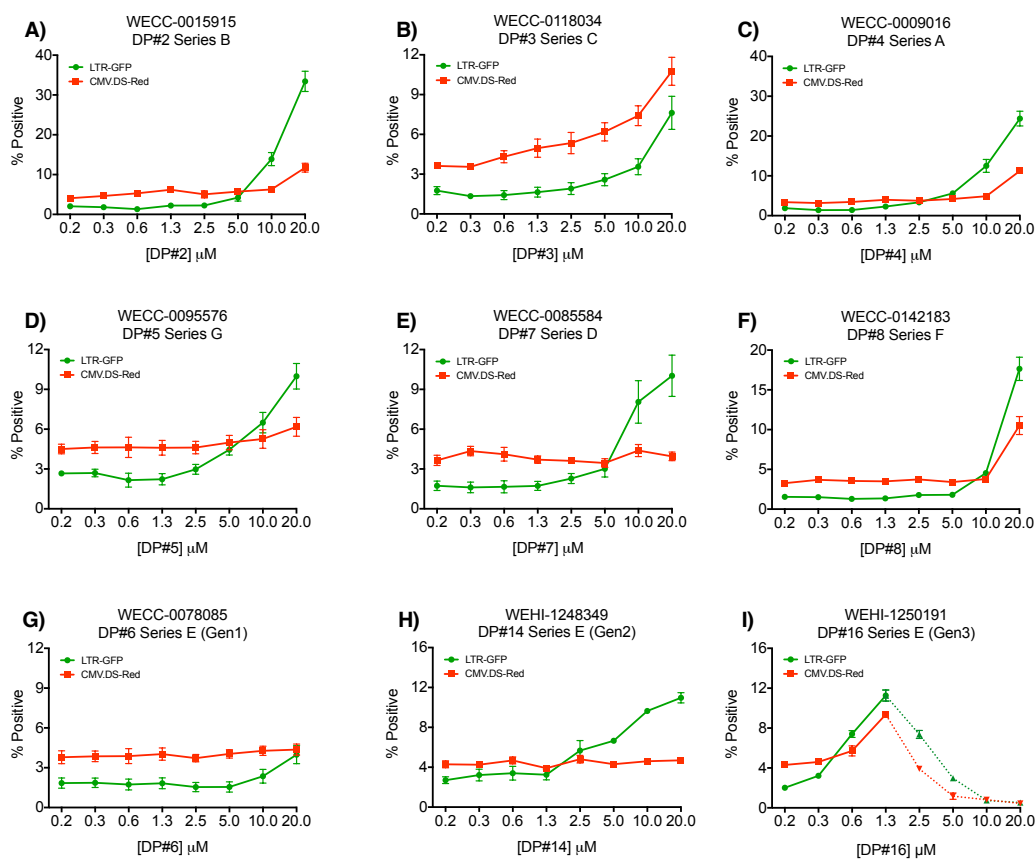 A)
WECC-0015915
DP#2 Series B
LTR-GFP
CMV.DS-Red
% Positive
40
30
20
10
0
0.2 0.3 0.6 1.3 2.5 5.0 10.0 20.0
[DP#2] μM
B)
WECC-0118034
DP#3 Series C
LTR-GFP
CMV.DS-Red
% Positive
12
9
6
3
0
0.2 0.3 0.6 1.3 2.5 5.0 10.0 20.0
[DP#3] μM
C)
WECC-0009016
DP#4 Series A
LTR-GFP
CMV.DS-Red
% Positive
40
30
20
10
0
0.2 0.3 0.6 1.3 2.5 5.0 10.0 20.0
[DP#4] μM
D)
WECC-0095576
DP#5 Series G
LTR-GFP
CMV.DS-Red
% Positive
12
9
6
3
0
0.2 0.3 0.6 1.3 2.5 5.0 10.0 20.0
[DP#5] μM
E)
WECC-0085584
DP#7 Series D
LTR-GFP
CMV.DS-Red
% Positive
12
9
6
3
0
0.2 0.3 0.6 1.3 2.5 5.0 10.0 20.0
[DP#7] μM
F)
WECC-0142183
DP#8 Series F
LTR-GFP
CMV.DS-Red
% Positive
20
15
10
5
0
0.2 0.3 0.6 1.3 2.5 5.0 10.0 20.0
[DP#8] μM
G)
WECC-0078085
DP#6 Series E (Gen1)
LTR-GFP
CMV.DS-Red
% Positive
12
9
6
3
0
0.2 0.3 0.6 1.3 2.5 5.0 10.0 20.0
[DP#6] μM
H)
WEHI-1248349
DP#14 Series E (Gen2)
LTR-GFP
CMV.DS-Red
% Positive
16
12
8
4
0
0.2 0.3 0.6 1.3 2.5 5.0 10.0 20.0
[DP#14] μM
I)
WEHI-1250191
DP#16 Series E (Gen3)
LTR-GFP
CMV.DS-Red
% Positive
16
12
8
4
0
0.2 0.3 0.6 1.3 2.5 5.0 10.0 20.0
[DP#16] μM